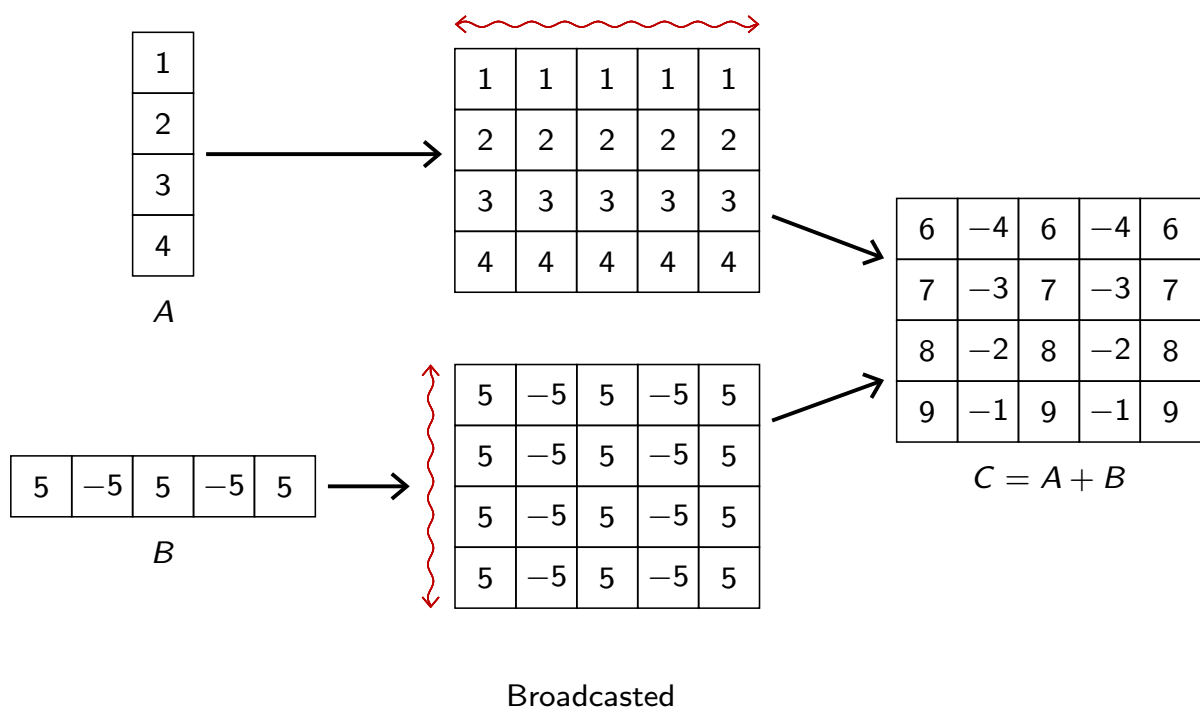 1
2
3
4
A
1 1 1 1 1
2 2 2 2 2
3 3 3 3 3
4 4 4 4 4
5 −5 5 −5 5
B
5 −5 5 −5 5
5 −5 5 −5 5
5 −5 5 −5 5
5 −5 5 −5 5
6 −4 6 −4 6
7 −3 7 −3 7
8 −2 8 −2 8
9 −1 9 −1 9
C = A + B
Broadcasted